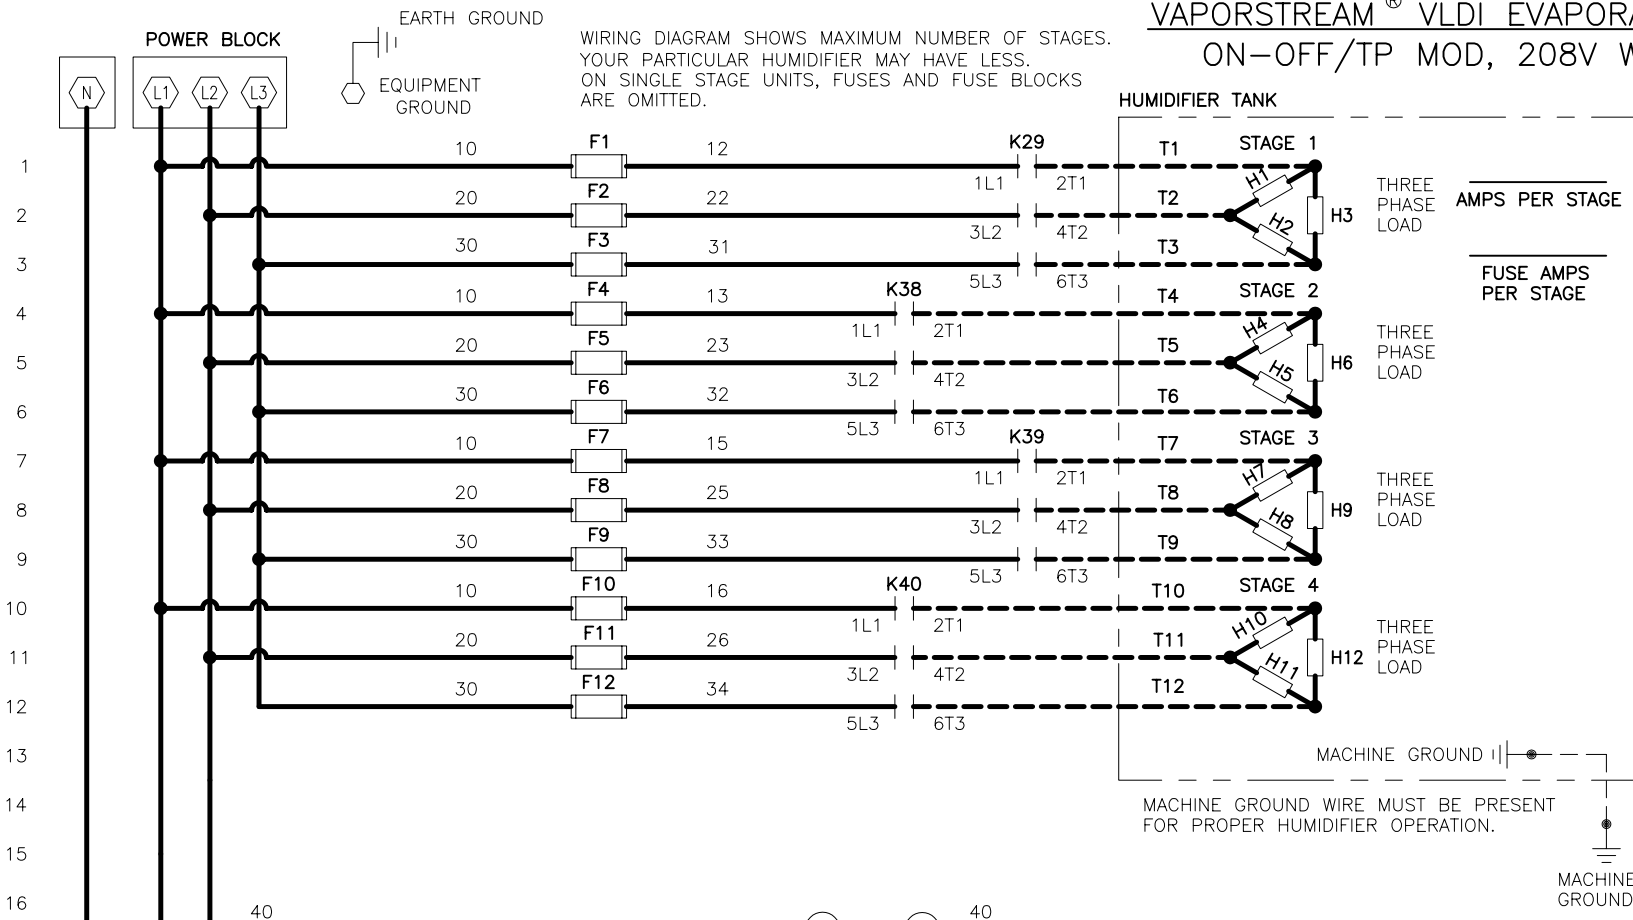 EARTH GROUND
POWER BLOCK
EQUIPMENT
GROUND
WIRING DIAGRAM SHOWS MAXIMUM NUMBER OF STAGES.
YOUR PARTICULAR HUMIDIFIER MAY HAVE LESS.
ON SINGLE STAGE UNITS, FUSES AND FUSE BLOCKS
ARE OMITTED.
VAPORSTREAM ® VLDI EVAPORA
ON-OFF/TP MOD, 208V W
HUMIDIFIER TANK
N L1 L2 L3
1 10 F1 12 K29 1L1 2T1 T1 STAGE 1
2 20 F2 22 3L2 4T2 T2 H1 H2 H3
3 30 F3 31 5L3 6T3 T3
THREE
PHASE
LOAD
AMPS PER STAGE
FUSE AMPS
PER STAGE
4 10 F4 13 K38 1L1 2T1 T4 STAGE 2
5 20 F5 23 3L2 4T2 T5 H4 H5 H6
6 30 F6 32 5L3 6T3 T6
THREE
PHASE
LOAD
7 10 F7 15 K39 1L1 2T1 T7 STAGE 3
8 20 F8 25 3L2 4T2 T8 H7 H8 H9
9 30 F9 33 5L3 6T3 T9
THREE
PHASE
LOAD
10 10 F10 16 K40 1L1 2T1 T10 STAGE 4
11 20 F11 26 3L2 4T2 T11 H10 H11 H12
12 30 F12 34 5L3 6T3 T12
THREE
PHASE
LOAD
13 MACHINE GROUND
14
MACHINE GROUND WIRE MUST BE PRESENT
FOR PROPER HUMIDIFIER OPERATION.
15
MACHINE
GROUND
16 40 40